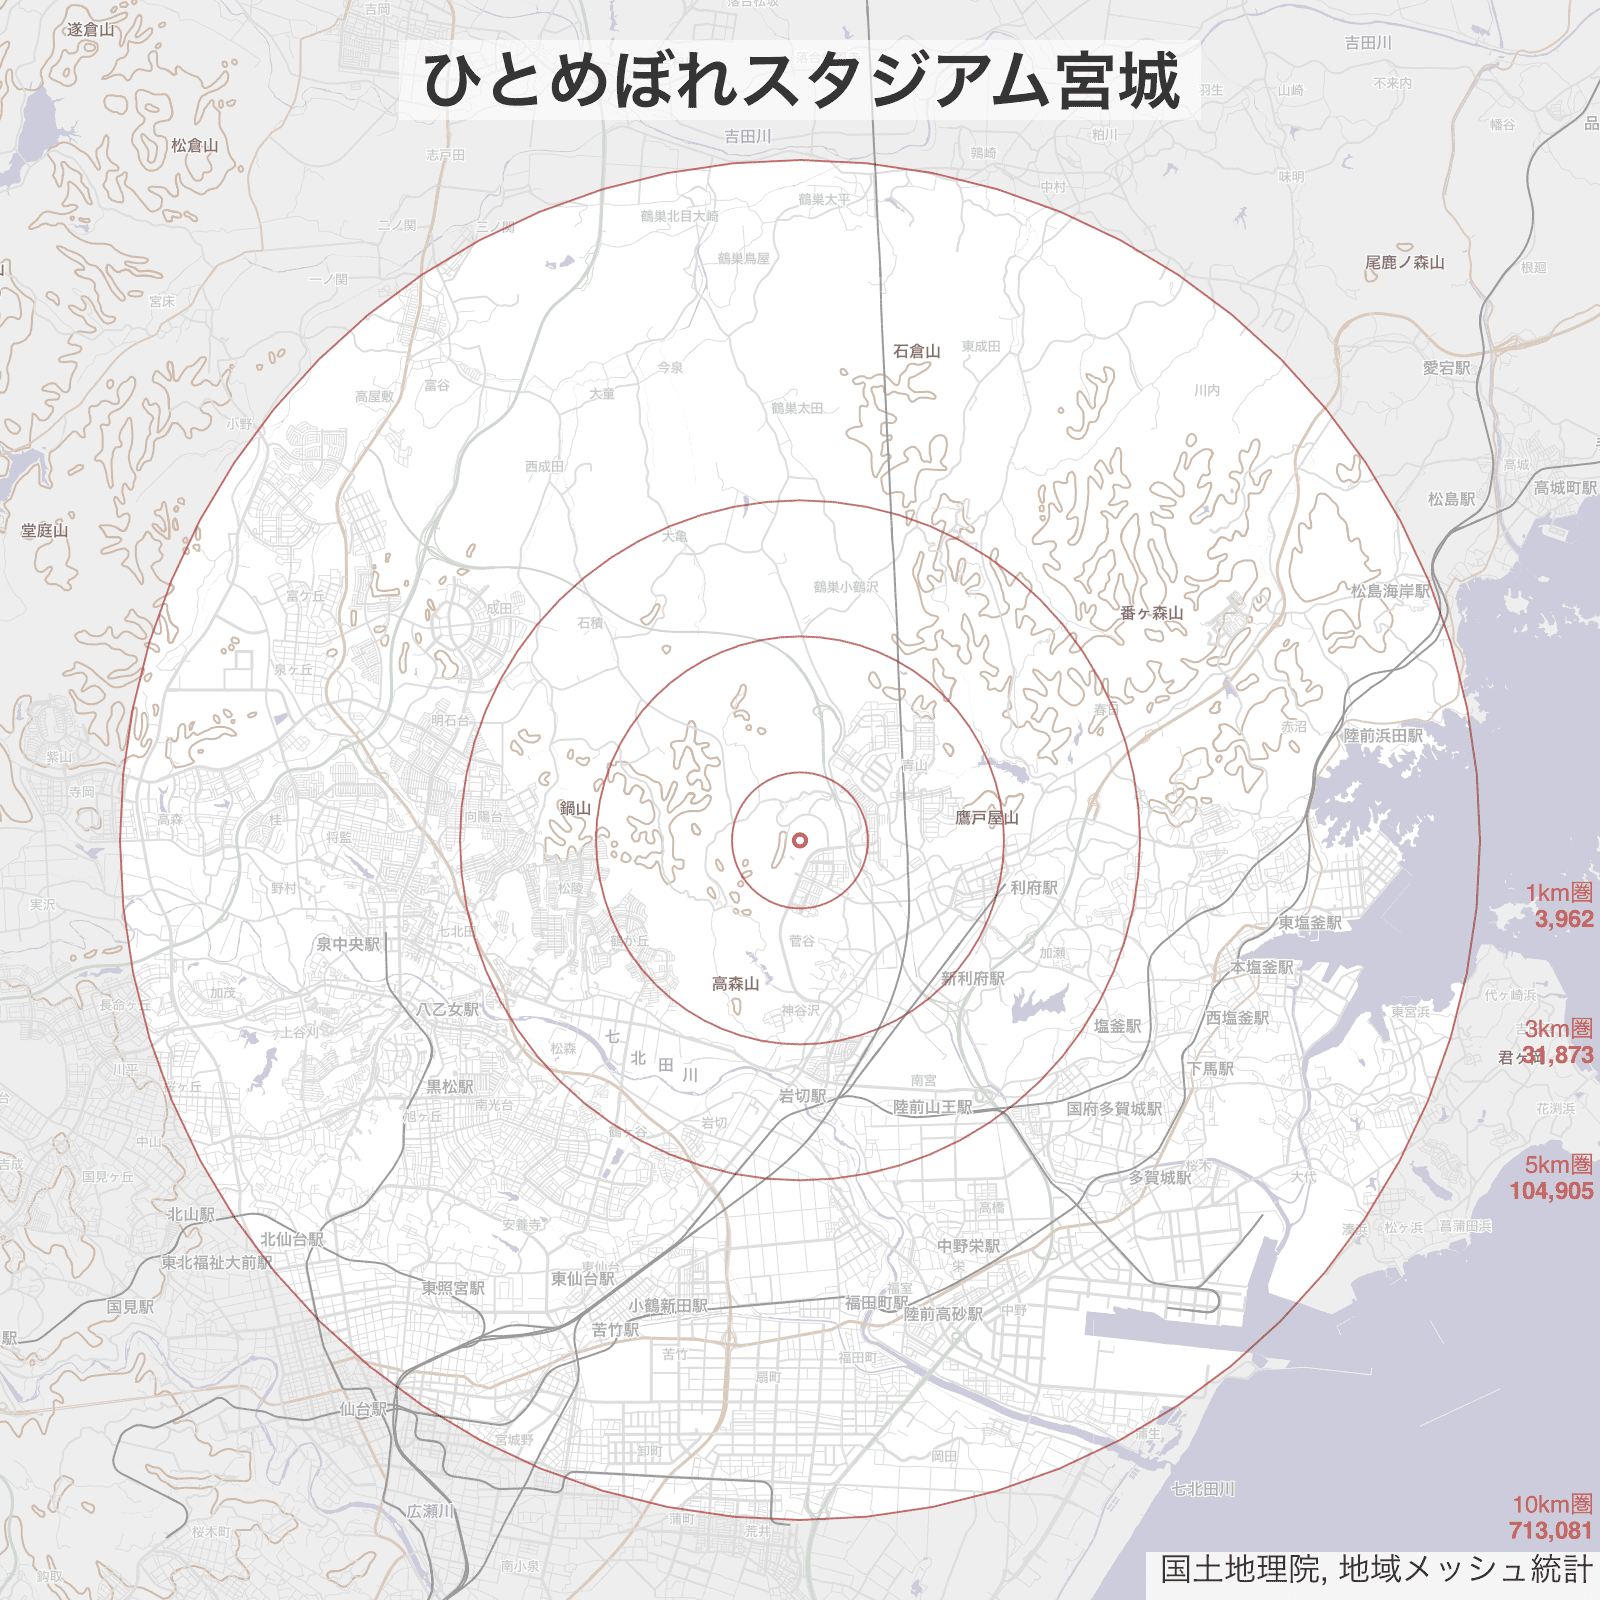 吉岡
遂倉山
吉田川
ひとめぼれスタジアム宮城
不来内
羽生
山崎
幡谷
品
吉田川
粕川
松倉山
志戸田
鶉崎
味明
中村
鶴巣大平
鶴巣北目大崎
二ノ関
三ノ関
鶴巣鳥屋
尾鹿ノ森山
根廻
一ノ関
宮床
石倉山
東成田
今泉
愛宕駅
富谷
高屋敷
大童
川内
鶴巣太田
小野
西成田
高城
高城町駅
松島駅
堂庭山
大亀
鶴巣小鶴沢
松島海岸駅
富ケ丘
成田
石積
番ヶ森山
泉ヶ丘
春田
明石台
赤沼
陸前浜田駅
紫山
青山
寺岡
鍋山
高森
桂
向陽台
鷹戸屋山
将監
野村
松陵
利府駅
1km圏
3,962
実沢
東塩釜駅
七北田
泉中央駅
鶴が丘
菅谷
加瀬
本塩釜駅
高森山
新利府駅
加茂
代ヶ崎浜
長命ヶ丘
八乙女駅
神谷沢
東宮浜
西塩釜駅
塩釜駅
上谷刈
3km圏
31,873
七北田川
松森
君ヶ岡
川平
下馬駅
桜ヶ丘
黒松駅
南宮
岩切駅
南光台
陸前山王駅
国府多賀城駅
花渕浜
旭ヶ丘
岩切
鶴ヶ谷
中山
吉成
国見ヶ丘
5km圏
104,905
桜木
多賀城駅
大代
高橋
北山駅
安養寺
湊浜
松ヶ浜
菖蒲田浜
北仙台駅
中野栄駅
東北福祉大前駅
栄
東仙台
東仙台駅
東照宮駅
福室
国見駅
小鶴新田駅
福田町駅
陸前高砂駅
中野
苦竹駅
駅
苦竹
福田町
扇町
仙台駅
宮城野
卸町
岡田
蒲生
七北田川
広瀬川
10km圏
713,081
蒲町
荒井
桜木町
南小泉
鈎取
国土地理院, 地域メッシュ統計